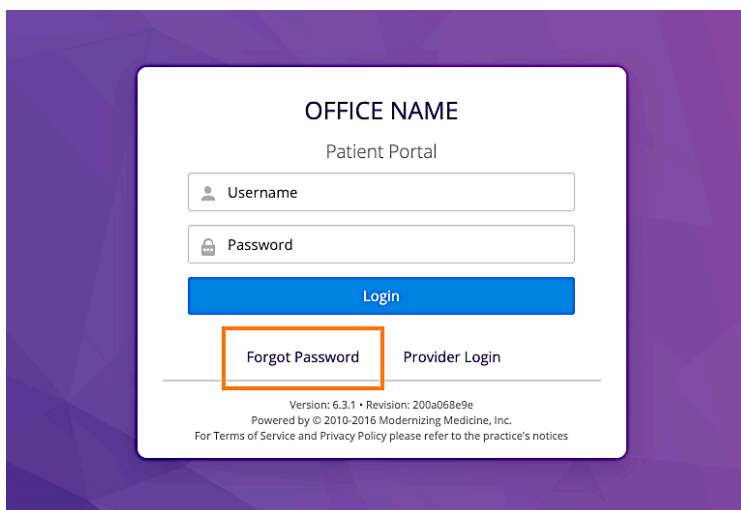 OFFICE NAME
Patient Portal
Username
Password
Login
Forgot Password Provider Login
Version: 6.3.1 • Revision: 200a068e9e
Powered by © 2010-2016 Modernizing Medicine, Inc.
For Terms of Service and Privacy Policy please refer to the practice's notices